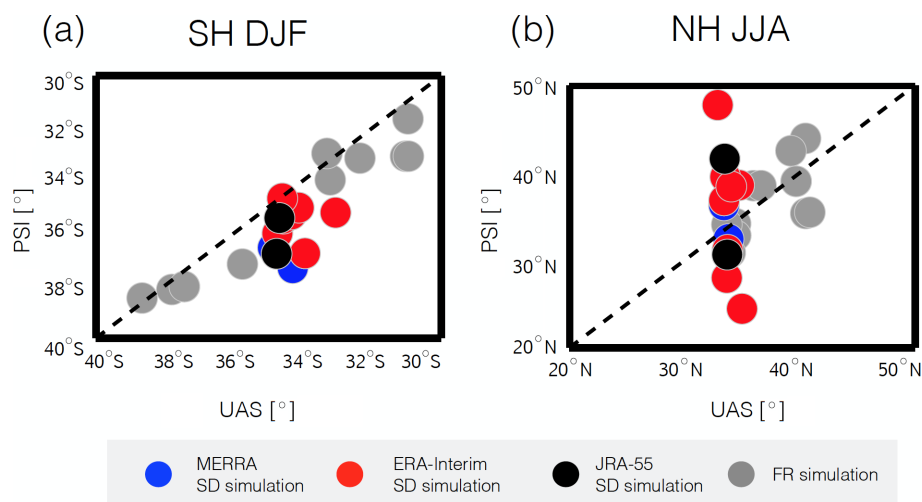 (a) SH DJF
(b) NH JJA
30°S
32°S
34°S
36°S
38°S
40°S
PSI [°]
40°S 38°S 36°S 34°S 32°S 30°S
UAS [°]
50°N
40°N
30°N
20°N
PSI [°]
20°N 30°N 40°N 50°N
UAS [°]
MERRA
SD simulation
ERA-Interim
SD simulation
JRA-55
SD simulation
FR simulation